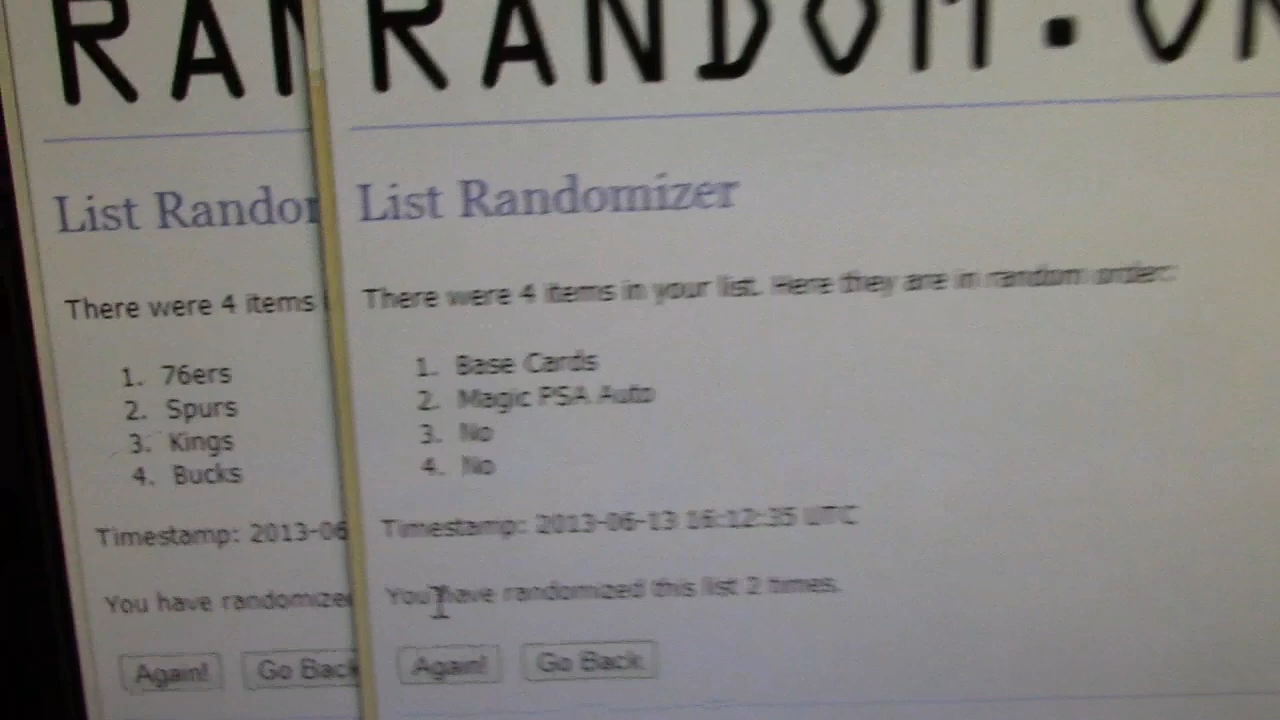 RAN
List Randor
There were 4 items
1. 76ers
2. Spurs
3. Kings
4. Bucks
Timestamp: 2013-06
You have randomize
Again! Go Back
RANDOM.OR
List Randomizer
There were 4 items in your list. Here they are in random order:
1. Base Cards
2. Magic PSA Auto
3. No
4. No
Timestamp: 2013-06-13 16:12:35 UTC
You have randomized this list 2 times.
Again! Go Back